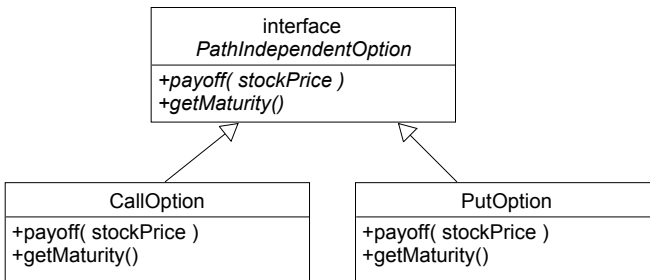 interface
PathIndependentOption
+payoff( stockPrice )
+getMaturity()
CallOption
+payoff( stockPrice )
+getMaturity()
PutOption
+payoff( stockPrice )
+getMaturity()